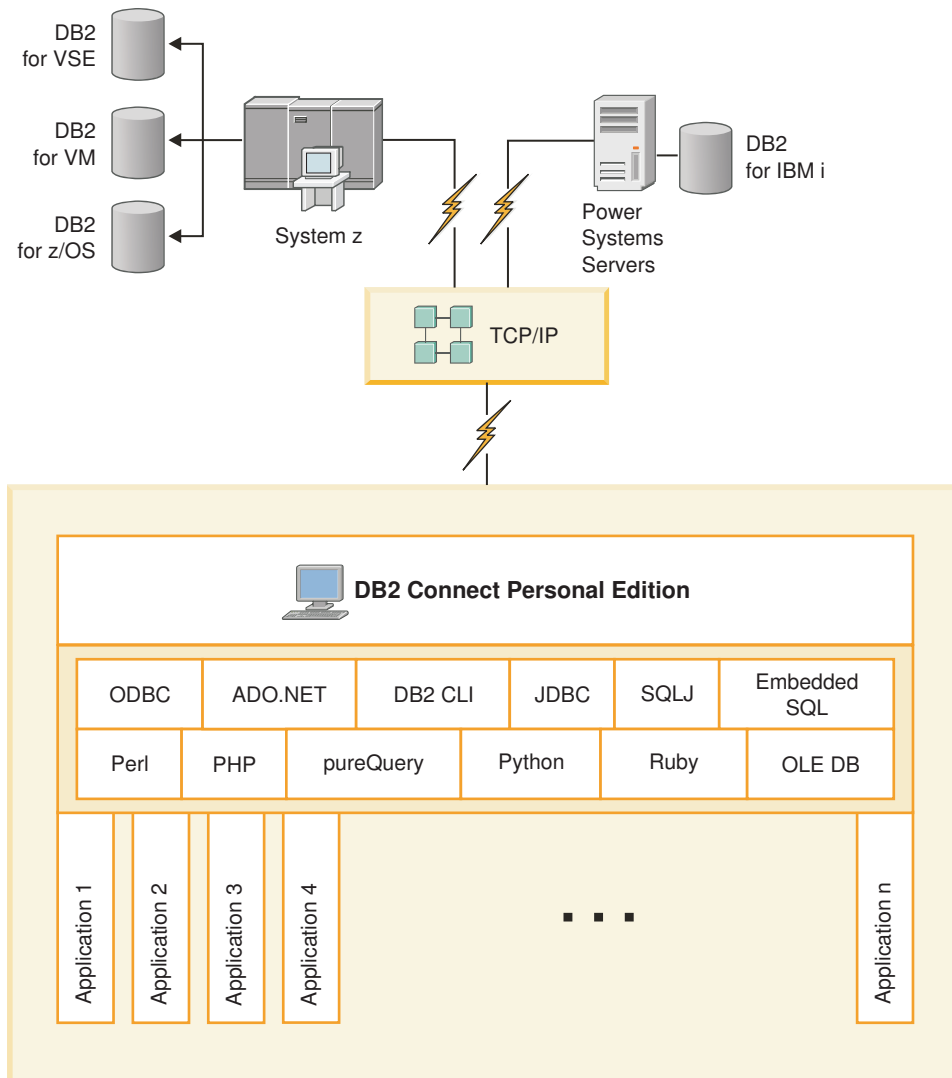 DB2
for VSE
DB2
for VM
DB2
for z/OS
System z
Power
Systems
Servers
DB2
for IBM i
TCP/IP
DB2 Connect Personal Edition
ODBC
ADO.NET
DB2 CLI
JDBC
SQLJ
Embedded
SQL
Perl
PHP
pureQuery
Python
Ruby
OLE DB
Application 1
Application 2
Application 3
Application 4
. . .
Application n